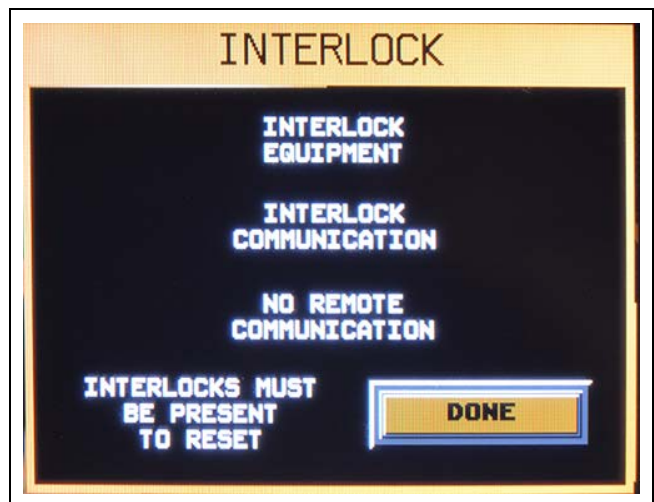 INTERLOCK
INTERLOCK
EQUIPMENT
INTERLOCK
COMMUNICATION
NO REMOTE
COMMUNICATION
INTERLOCKS MUST
BE PRESENT
TO RESET
DONE